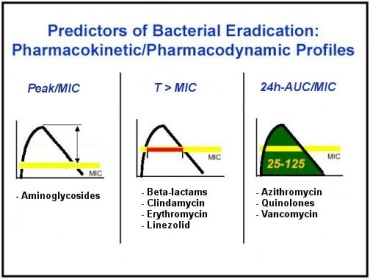 Predictors of Bacterial Eradication:
Pharmacokinetic/Pharmacodynamic Profiles
Peak/MIC
MIC
- Aminoglycosides
T > MIC
MIC
- Beta-lactams
- Clindamycin
- Erythromycin
- Linezolid
24h-AUC/MIC
MIC
25-125
- Azithromycin
- Quinolones
- Vancomycin